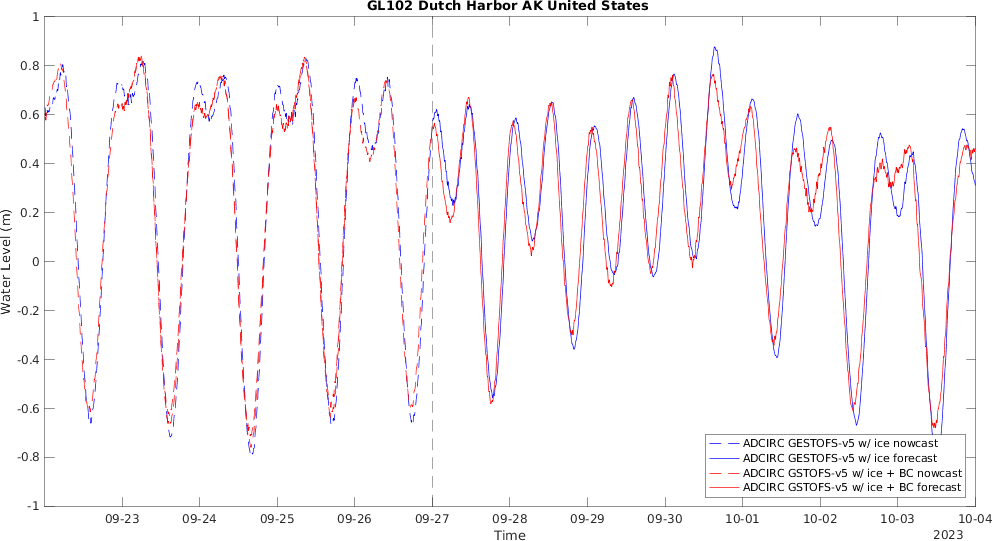 GL102 Dutch Harbor AK United States
Water Level (m)
1
0.8
0.6
0.4
0.2
0
-0.2
-0.4
-0.6
-0.8
-1
ADCIRC GESTOFS-v5 w/ ice nowcast
ADCIRC GESTOFS-v5 w/ ice forecast
ADCIRC GSTOFS-v5 w/ ice + BC nowcast
ADCIRC GSTOFS-v5 w/ ice + BC forecast
09-23 09-24 09-25 09-26 09-27 09-28 09-29 09-30 10-01 10-02 10-03 10-04
Time
2023